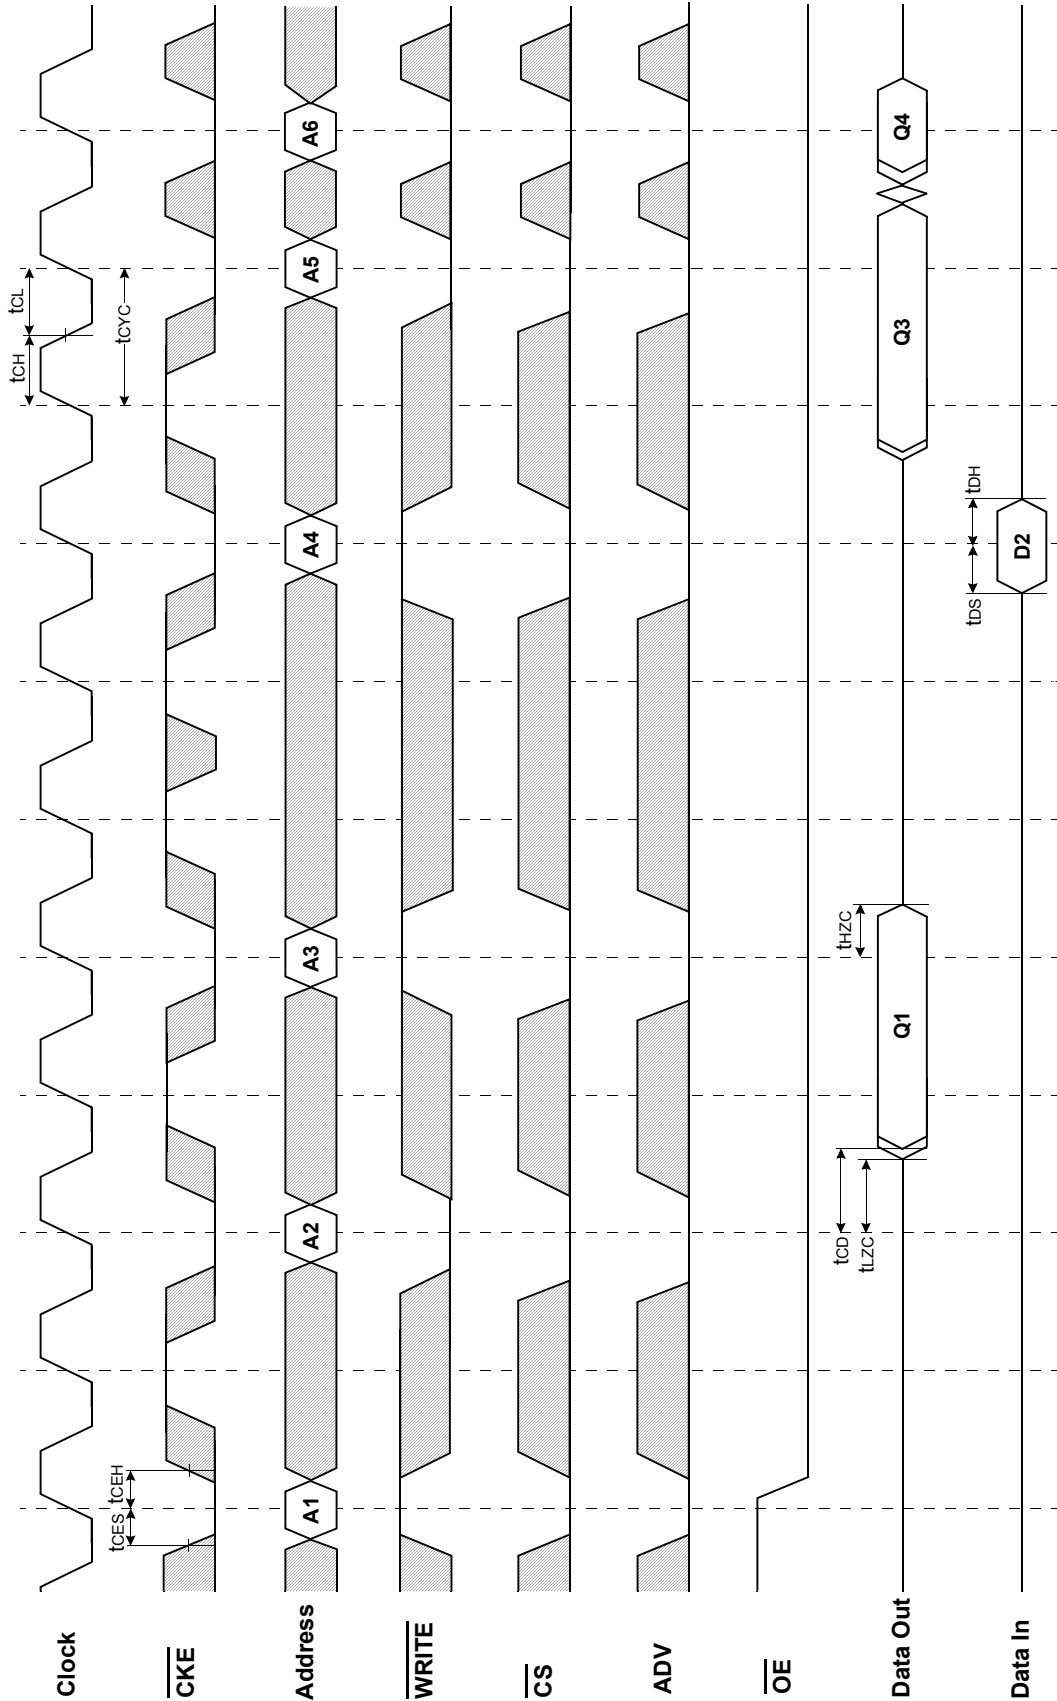 Clock
tCH
tCL
tCYC
tCES
tCEH
CKE
Address
A1
A2
A3
A4
A5
A6
WRITE
CS
ADV
OE
Data Out
tCD
tLZC
Q1
tHZC
Q3
Q4
Data In
tDS
tDH
D2